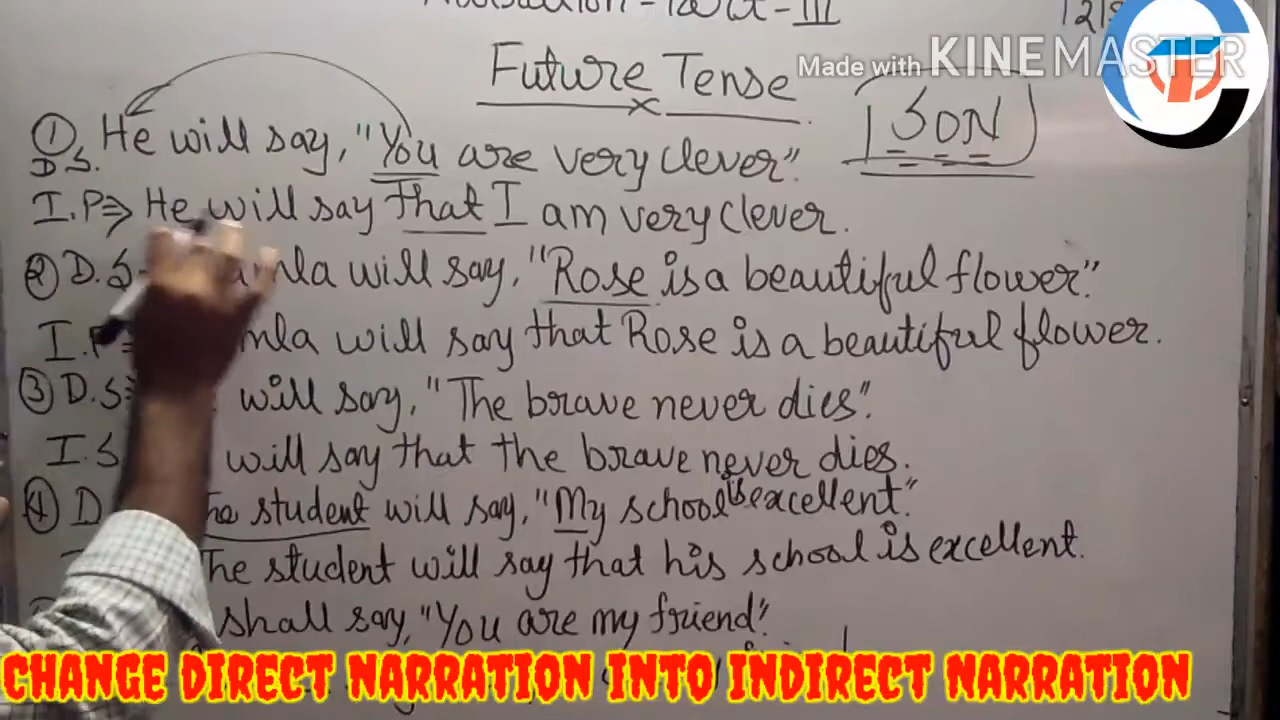 Future Tense
Made with KINEMASTER
SON
① He will say, "You are very clever".
D S.
I.P⇒ He will say that I am very clever.
② D.S will say, "Rose is a beautiful flower".
I.P will say that Rose is a beautiful flower.
③ D.S⇒ will say, "The brave never dies".
I.S will say that the brave never dies.
④ D The student will say, "My school is excellent".
The student will say that his school is excellent.
shall say, "You are my friend".
CHANGE DIRECT NARRATION INTO INDIRECT NARRATION